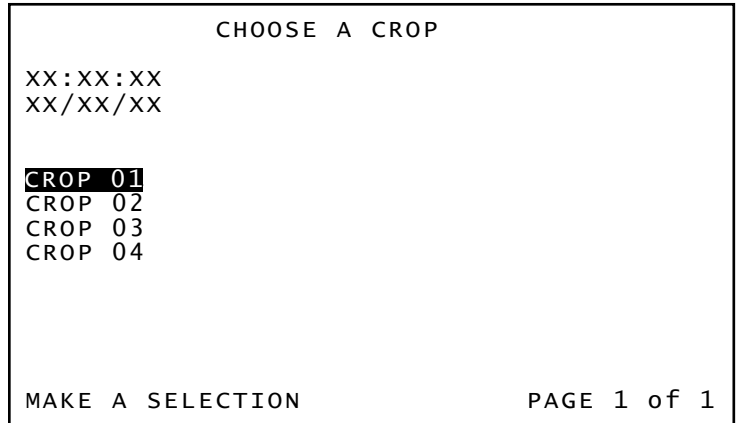 CHOOSE A CROP
XX:XX:XX
XX/XX/XX
CROP 01
CROP 02
CROP 03
CROP 04
MAKE A SELECTION PAGE 1 of 1